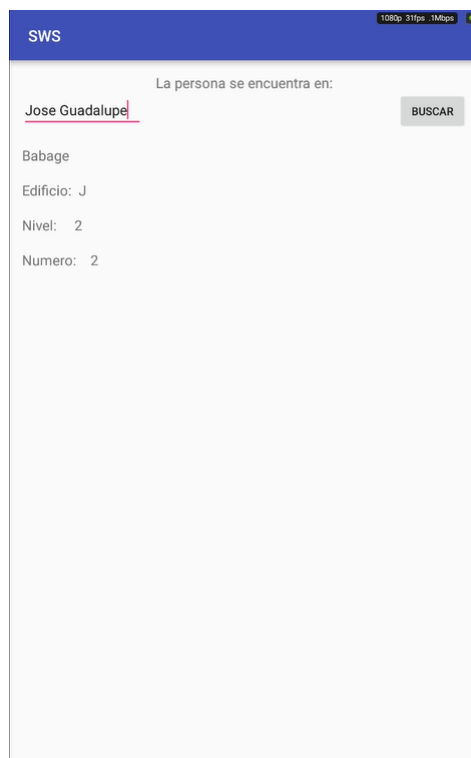 1080p 31fps .1Mbps
SWS
La persona se encuentra en:
Jose Guadalupe
BUSCAR
Babage
Edificio: J
Nivel: 2
Numero: 2